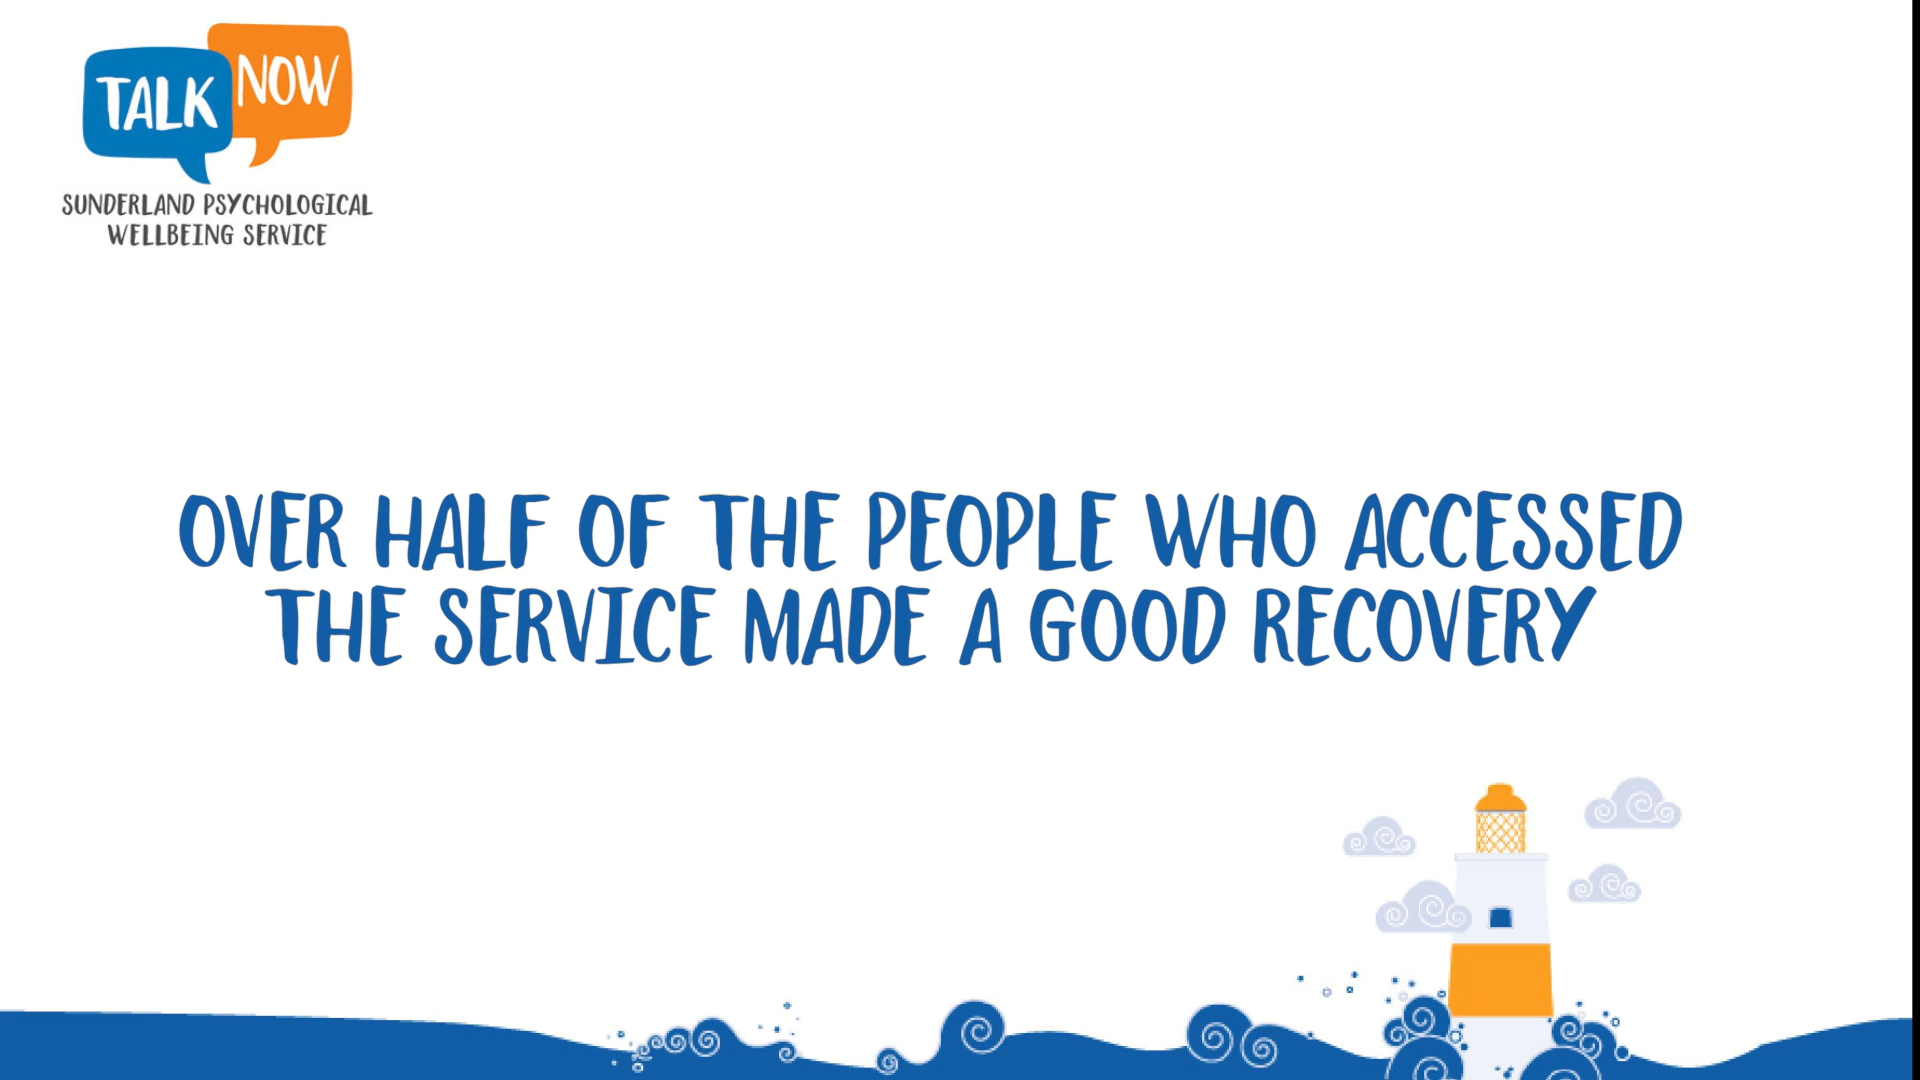 TALK NOW
SUNDERLAND PSYCHOLOGICAL
WELLBEING SERVICE
OVER HALF OF THE PEOPLE WHO ACCESSED
THE SERVICE MADE A GOOD RECOVERY